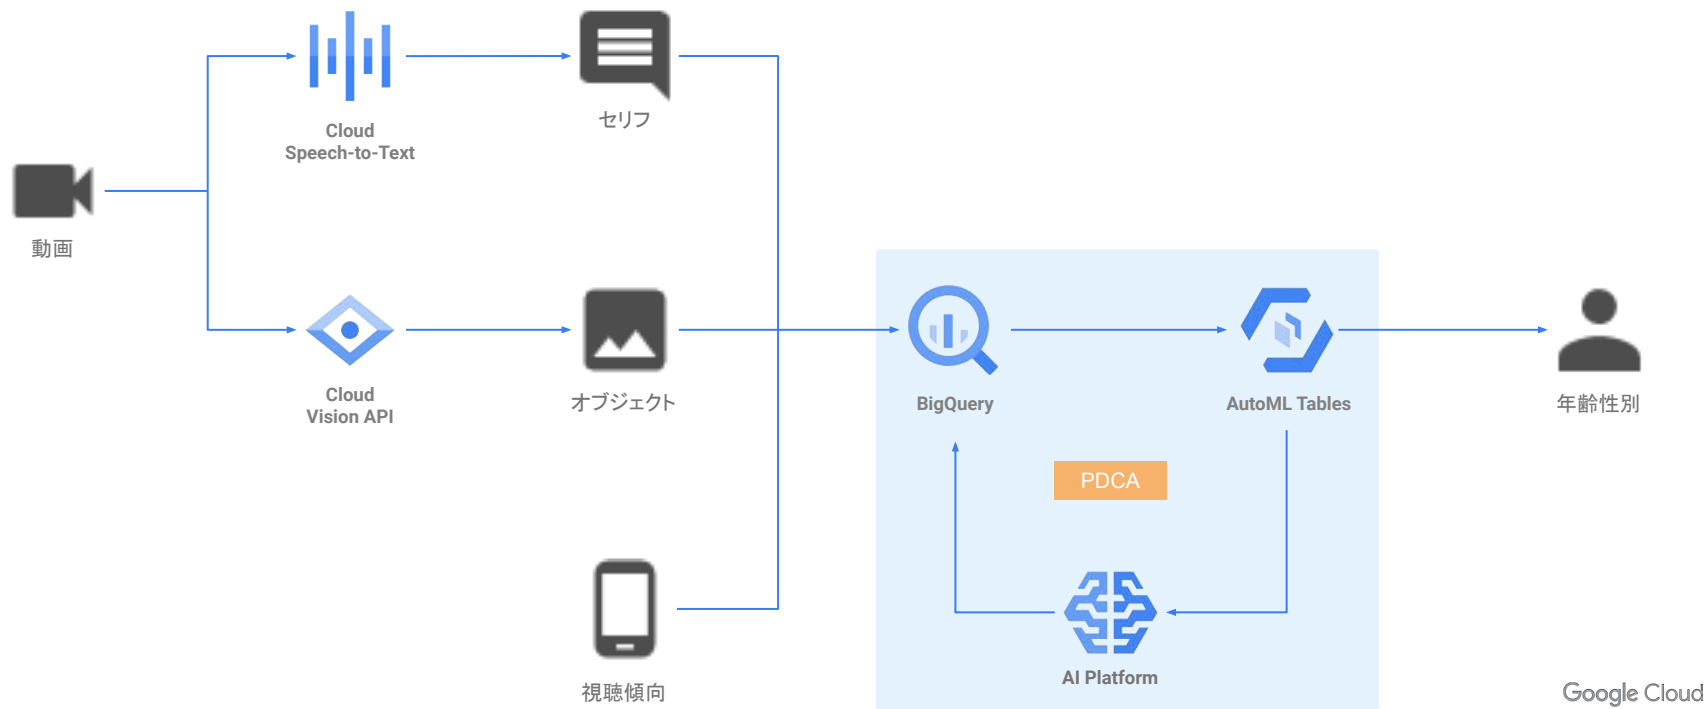 Cloud
Speech-to-Text
セリフ
動画
Cloud
Vision API
オブジェクト
BigQuery
AutoML Tables
年齢性別
PDCA
視聴傾向
AI Platform
Google Cloud